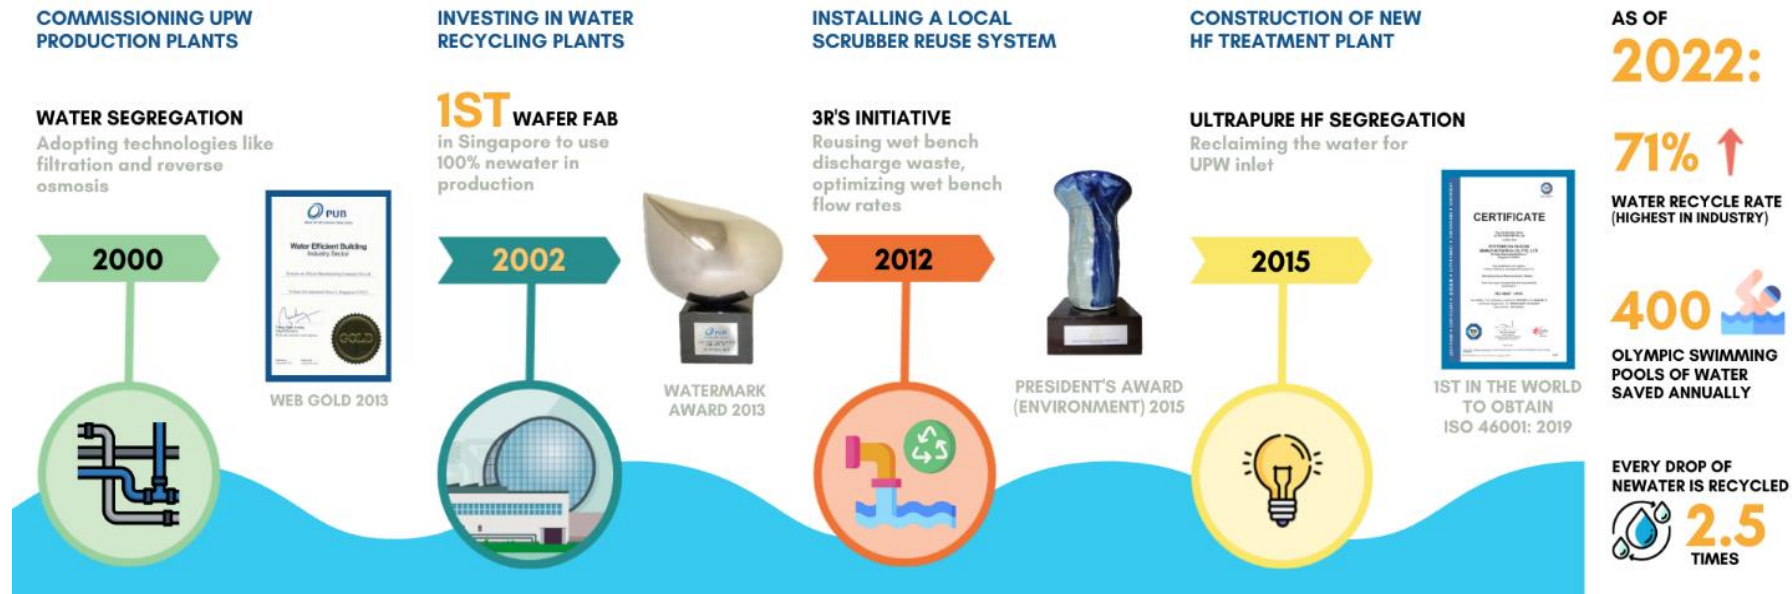 COMMISSIONING UPW
PRODUCTION PLANTS
WATER SEGREGATION
Adopting technologies like
filtration and reverse
osmosis
2000
PUB
Water Efficient Building
Industry Sector
GOLD
WEB GOLD 2013
INVESTING IN WATER
RECYCLING PLANTS
1ST WAFER FAB
in Singapore to use
100% newater in
production
2002
PUB
WATERMARK
AWARD 2013
INSTALLING A LOCAL
SCRUBBER REUSE SYSTEM
3R'S INITIATIVE
Reusing wet bench
discharge waste,
optimizing wet bench
flow rates
2012
PRESIDENT'S AWARD
(ENVIRONMENT) 2015
CONSTRUCTION OF NEW
HF TREATMENT PLANT
ULTRAPURE HF SEGREGATION
Reclaiming the water for
UPW inlet
2015
CERTIFICATE
1ST IN THE WORLD
TO OBTAIN
ISO 46001: 2019
AS OF
2022:
71%
WATER RECYCLE RATE
(HIGHEST IN INDUSTRY)
400
OLYMPIC SWIMMING
POOLS OF WATER
SAVED ANNUALLY
EVERY DROP OF
NEWATER IS RECYCLED
2.5
TIMES